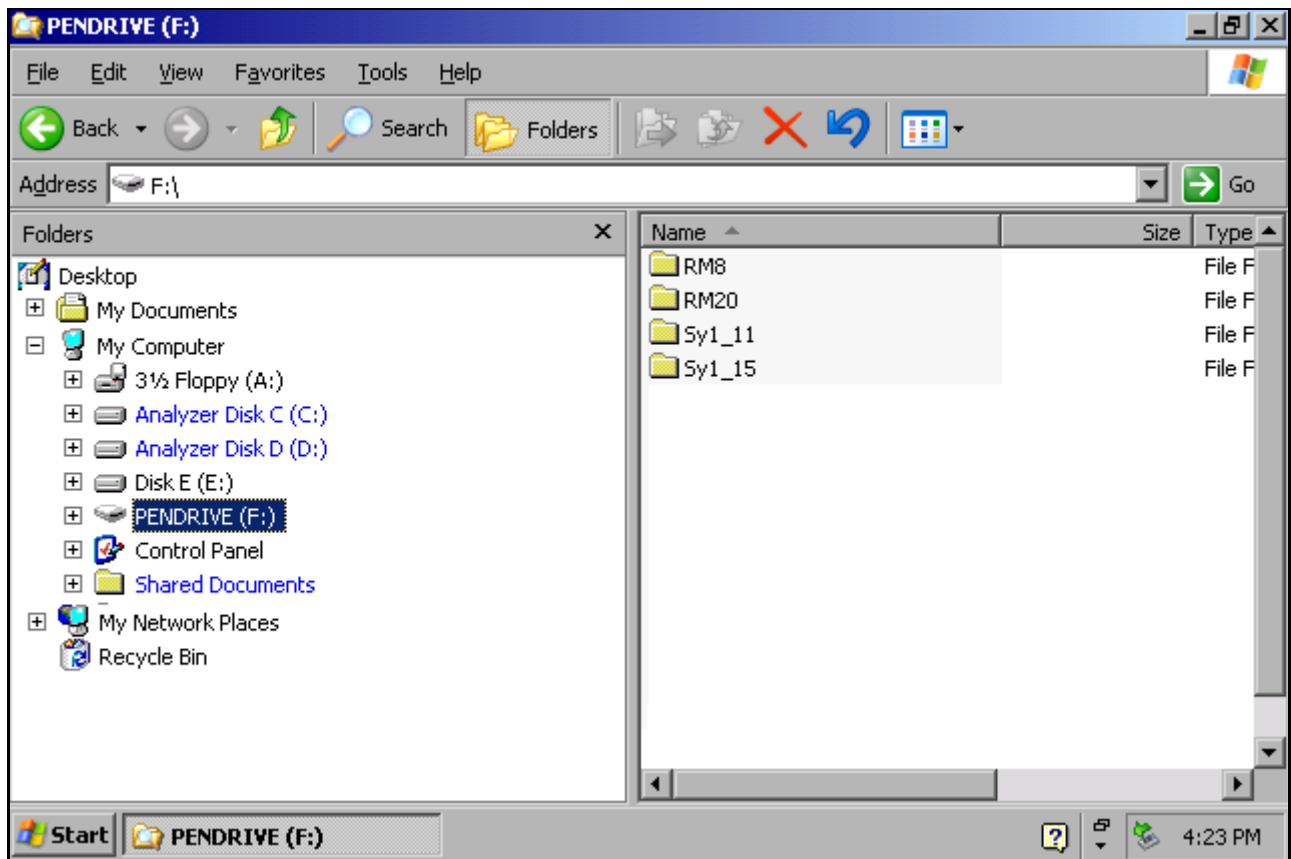 PENDRIVE (F:)
File Edit View Favorites Tools Help
Back Search Folders
Address F:\ Go
Folders
Desktop
My Documents
My Computer
3½ Floppy (A:)
Analyzer Disk C (C:)
Analyzer Disk D (D:)
Disk E (E:)
PENDRIVE (F:)
Control Panel
Shared Documents
My Network Places
Recycle Bin
Name Size Type
RM8 File F
RM20 File F
Sy1_11 File F
Sy1_15 File F
Start PENDRIVE (F:) 4:23 PM